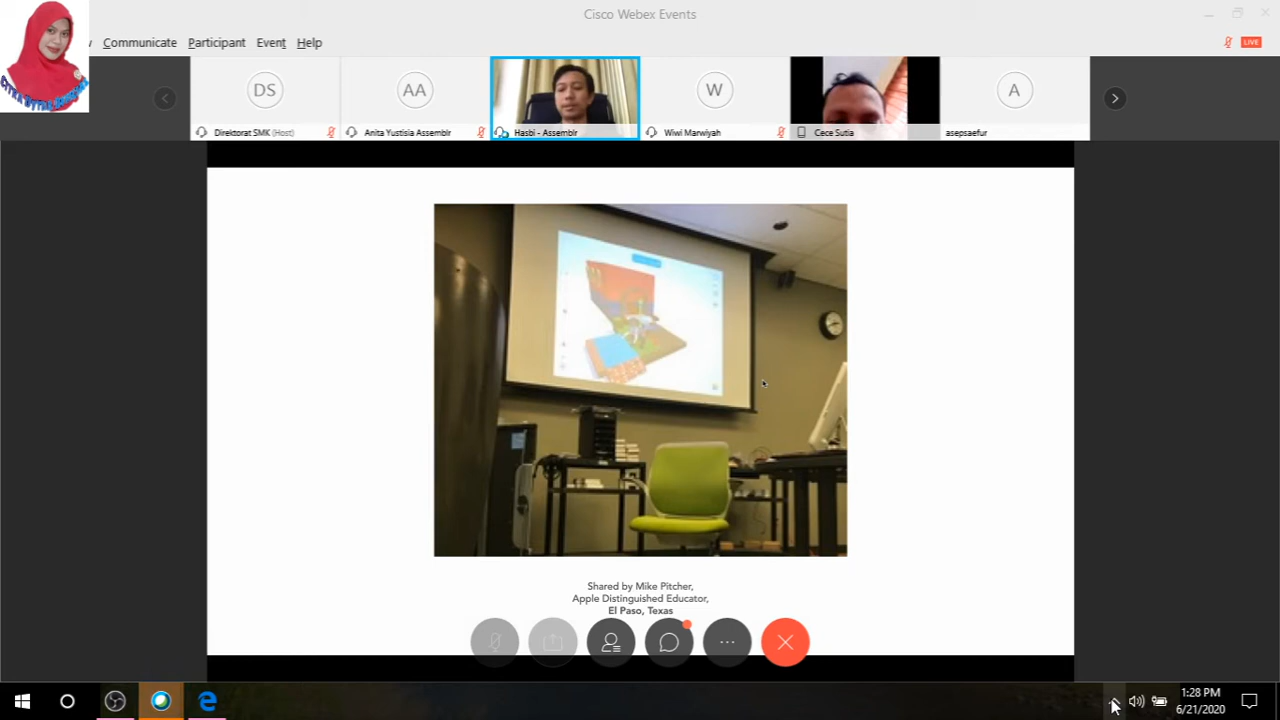 Cisco Webex Events
Communicate Participant Event Help
LIVE
DS
AA
W
A
Direktorat SMK (Host)
Anita Yustisia Assemblr
Hasbi - Assemblr
Wiwi Marwiyah
Cece Sutia
asepsaefur
Shared by Mike Pitcher,
Apple Distinguished Educator,
El Paso, Texas
1:28 PM
6/21/2020